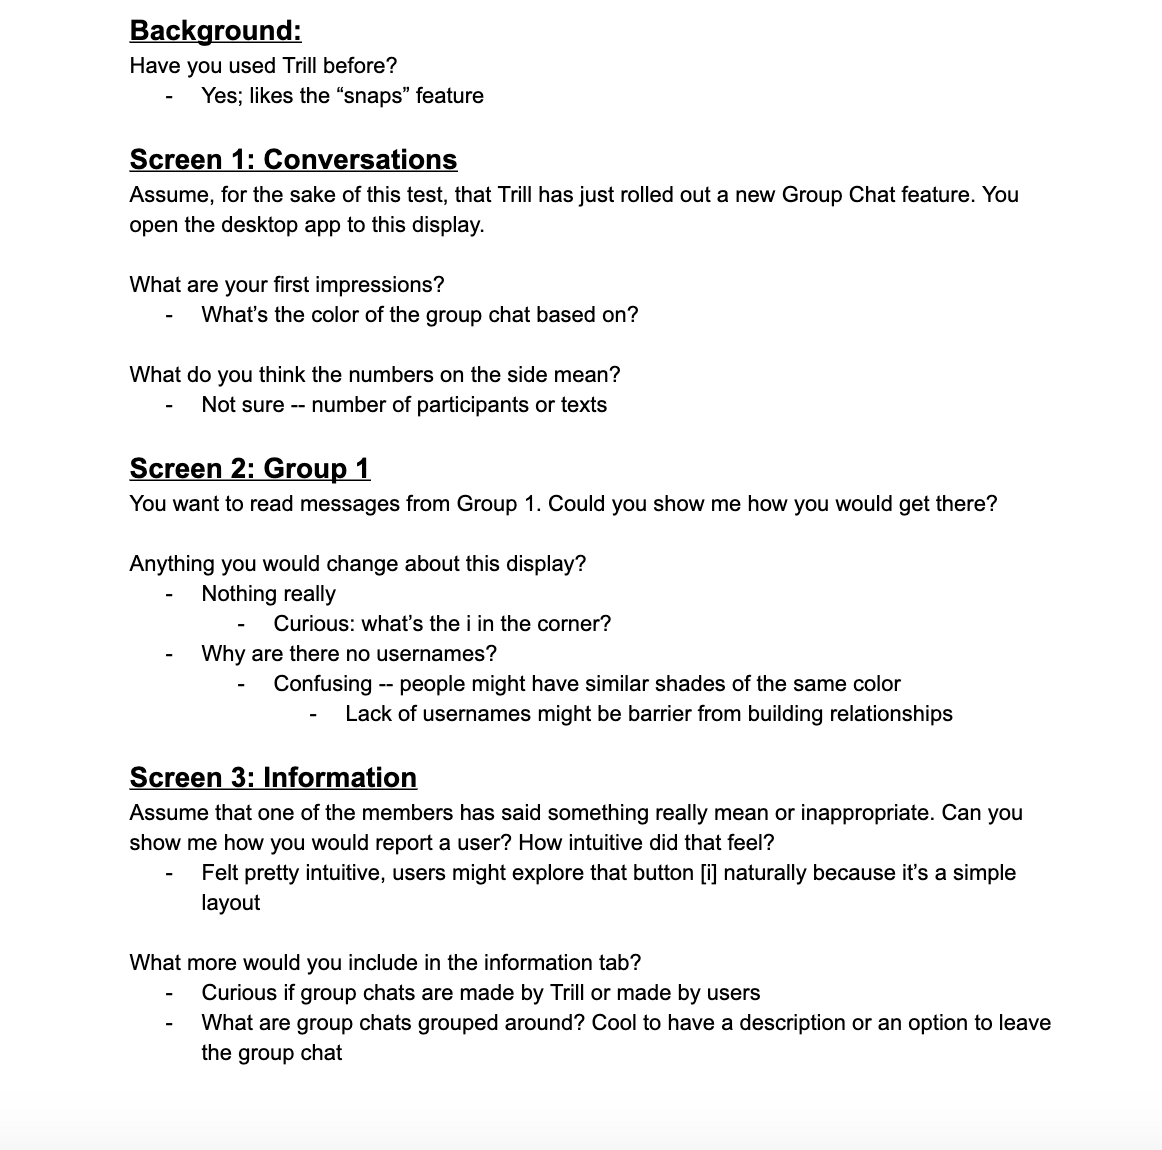 Background:
Have you used Trill before?
- Yes; likes the “snaps” feature
Screen 1: Conversations
Assume, for the sake of this test, that Trill has just rolled out a new Group Chat feature. You
open the desktop app to this display.
What are your first impressions?
- What’s the color of the group chat based on?
What do you think the numbers on the side mean?
- Not sure -- number of participants or texts
Screen 2: Group 1
You want to read messages from Group 1. Could you show me how you would get there?
Anything you would change about this display?
- Nothing really
- Curious: what’s the i in the corner?
- Why are there no usernames?
- Confusing -- people might have similar shades of the same color
- Lack of usernames might be barrier from building relationships
Screen 3: Information
Assume that one of the members has said something really mean or inappropriate. Can you
show me how you would report a user? How intuitive did that feel?
- Felt pretty intuitive, users might explore that button [i] naturally because it’s a simple
layout
What more would you include in the information tab?
- Curious if group chats are made by Trill or made by users
- What are group chats grouped around? Cool to have a description or an option to leave
the group chat